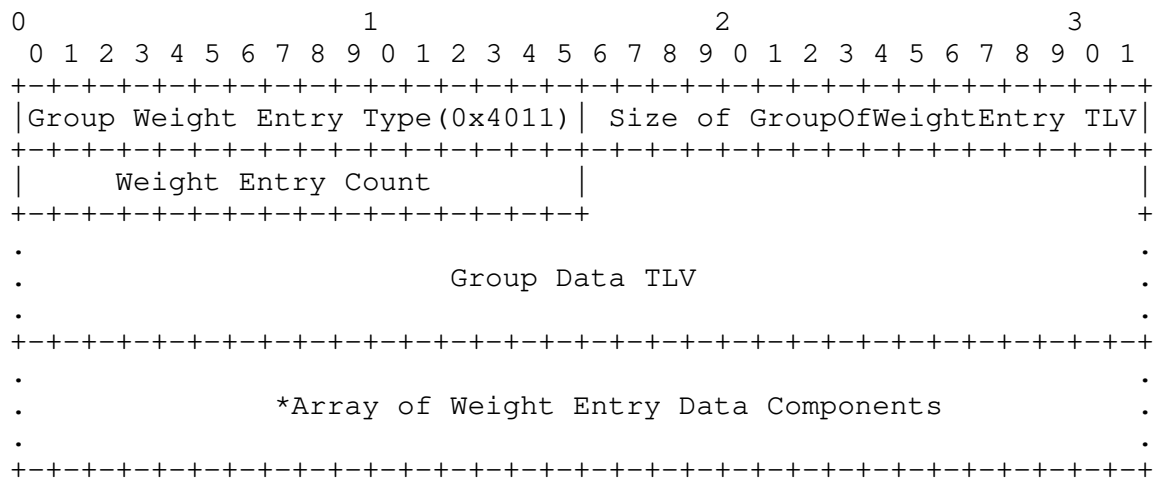 0                   1                   2                   3
 0 1 2 3 4 5 6 7 8 9 0 1 2 3 4 5 6 7 8 9 0 1 2 3 4 5 6 7 8 9 0 1
+-+-+-+-+-+-+-+-+-+-+-+-+-+-+-+-+-+-+-+-+-+-+-+-+-+-+-+-+-+-+-+-+
|Group Weight Entry Type(0x4011)| Size of GroupOfWeightEntry TLV|
+-+-+-+-+-+-+-+-+-+-+-+-+-+-+-+-+-+-+-+-+-+-+-+-+-+-+-+-+-+-+-+-+
|     Weight Entry Count        |                               |
+-+-+-+-+-+-+-+-+-+-+-+-+-+-+-+-+                               +
.                                                               .
.                        Group Data TLV                         .
.                                                               .
+-+-+-+-+-+-+-+-+-+-+-+-+-+-+-+-+-+-+-+-+-+-+-+-+-+-+-+-+-+-+-+-+
.                                                               .
.              *Array of Weight Entry Data Components           .
.                                                               .
+-+-+-+-+-+-+-+-+-+-+-+-+-+-+-+-+-+-+-+-+-+-+-+-+-+-+-+-+-+-+-+-+